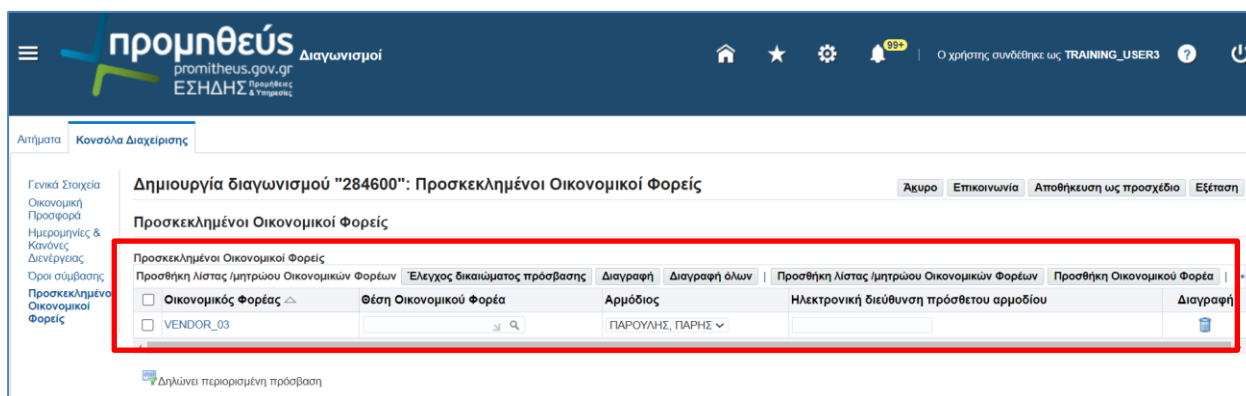 προμηθεύς Διαγωνισμοί
promitheus.gov.gr
ΕΣΗΔΗΣ Προμήθειες & Υπηρεσίες
99+
Ο χρήστης συνδέθηκε ως TRAINING_USER3 ?
Αιτήματα Κονσόλα Διαχείρισης
Γενικά Στοιχεία
Οικονομική
Προσφορά
Ημερομηνίες &
Κανόνες
Διενέργειας
Όροι σύμβασης
Προσκεκλημένο
Οικονομικοί
Φορείς
Δημιουργία διαγωνισμού "284600": Προσκεκλημένοι Οικονομικοί Φορείς
Άκυρο Επικοινωνία Αποθήκευση ως προσχέδιο Εξέταση
Προσκεκλημένοι Οικονομικοί Φορείς
Προσκεκλημένοι Οικονομικοί Φορείς
Προσθήκη λίστας /μητρώου Οικονομικών Φορέων Έλεγχος δικαιώματος πρόσβασης Διαγραφή Διαγραφή όλων | Προσθήκη λίστας /μητρώου Οικονομικών Φορέων Προσθήκη Οικονομικού Φορέα |
Οικονομικός Φορέας Θέση Οικονομικού Φορέα Αρμόδιος Ηλεκτρονική διεύθυνση πρόσθετου αρμοδίου Διαγραφή
VENDOR_03 ΠΑΡΟΥΛΗΣ, ΠΑΡΗΣ
Δηλώνει περιορισμένη πρόσβαση